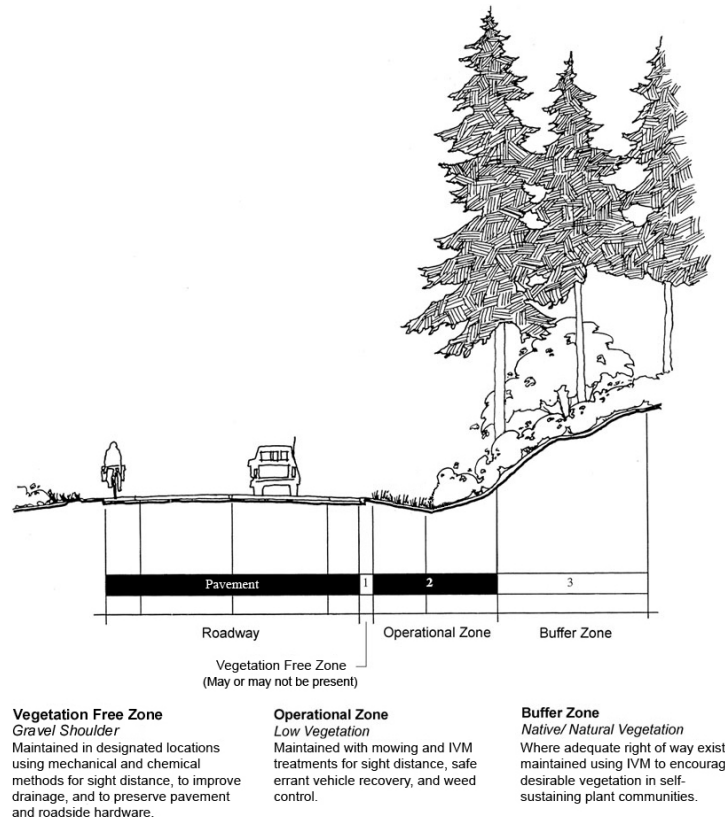 Pavement
1
2
3
Roadway
Operational Zone
Buffer Zone
Vegetation Free Zone
(May or may not be present)
Vegetation Free Zone
Gravel Shoulder
Maintained in designated locations
using mechanical and chemical
methods for sight distance, to improve
drainage, and to preserve pavement
and roadside hardware.
Operational Zone
Low Vegetation
Maintained with mowing and IVM
treatments for sight distance, safe
errant vehicle recovery, and weed
control.
Buffer Zone
Native/ Natural Vegetation
Where adequate right of way exist
maintained using IVM to encourag
desirable vegetation in self-
sustaining plant communities.